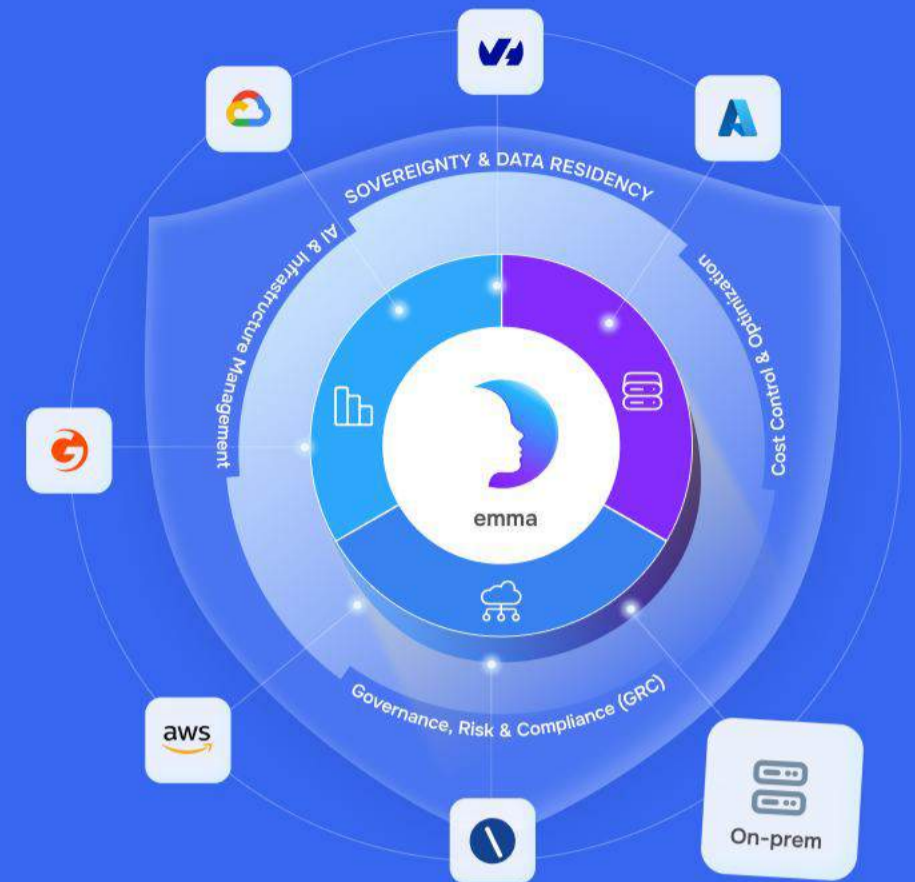 SOVEREIGNTY & DATA RESIDENCY
AI & Infrastructure Management
Cost Control & Optimization
emma
Governance, Risk & Compliance (GRC)
aws
On-prem